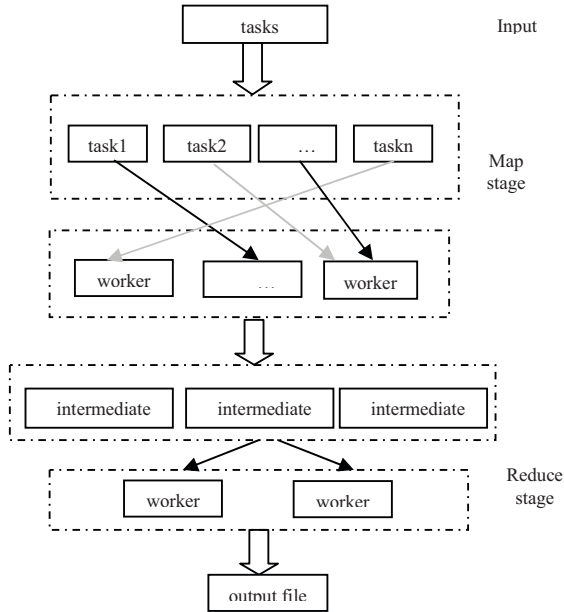 tasks Input
task1 task2 ... taskn
Map
stage
worker ... worker
intermediate intermediate intermediate
Reduce
stage
worker worker
output file